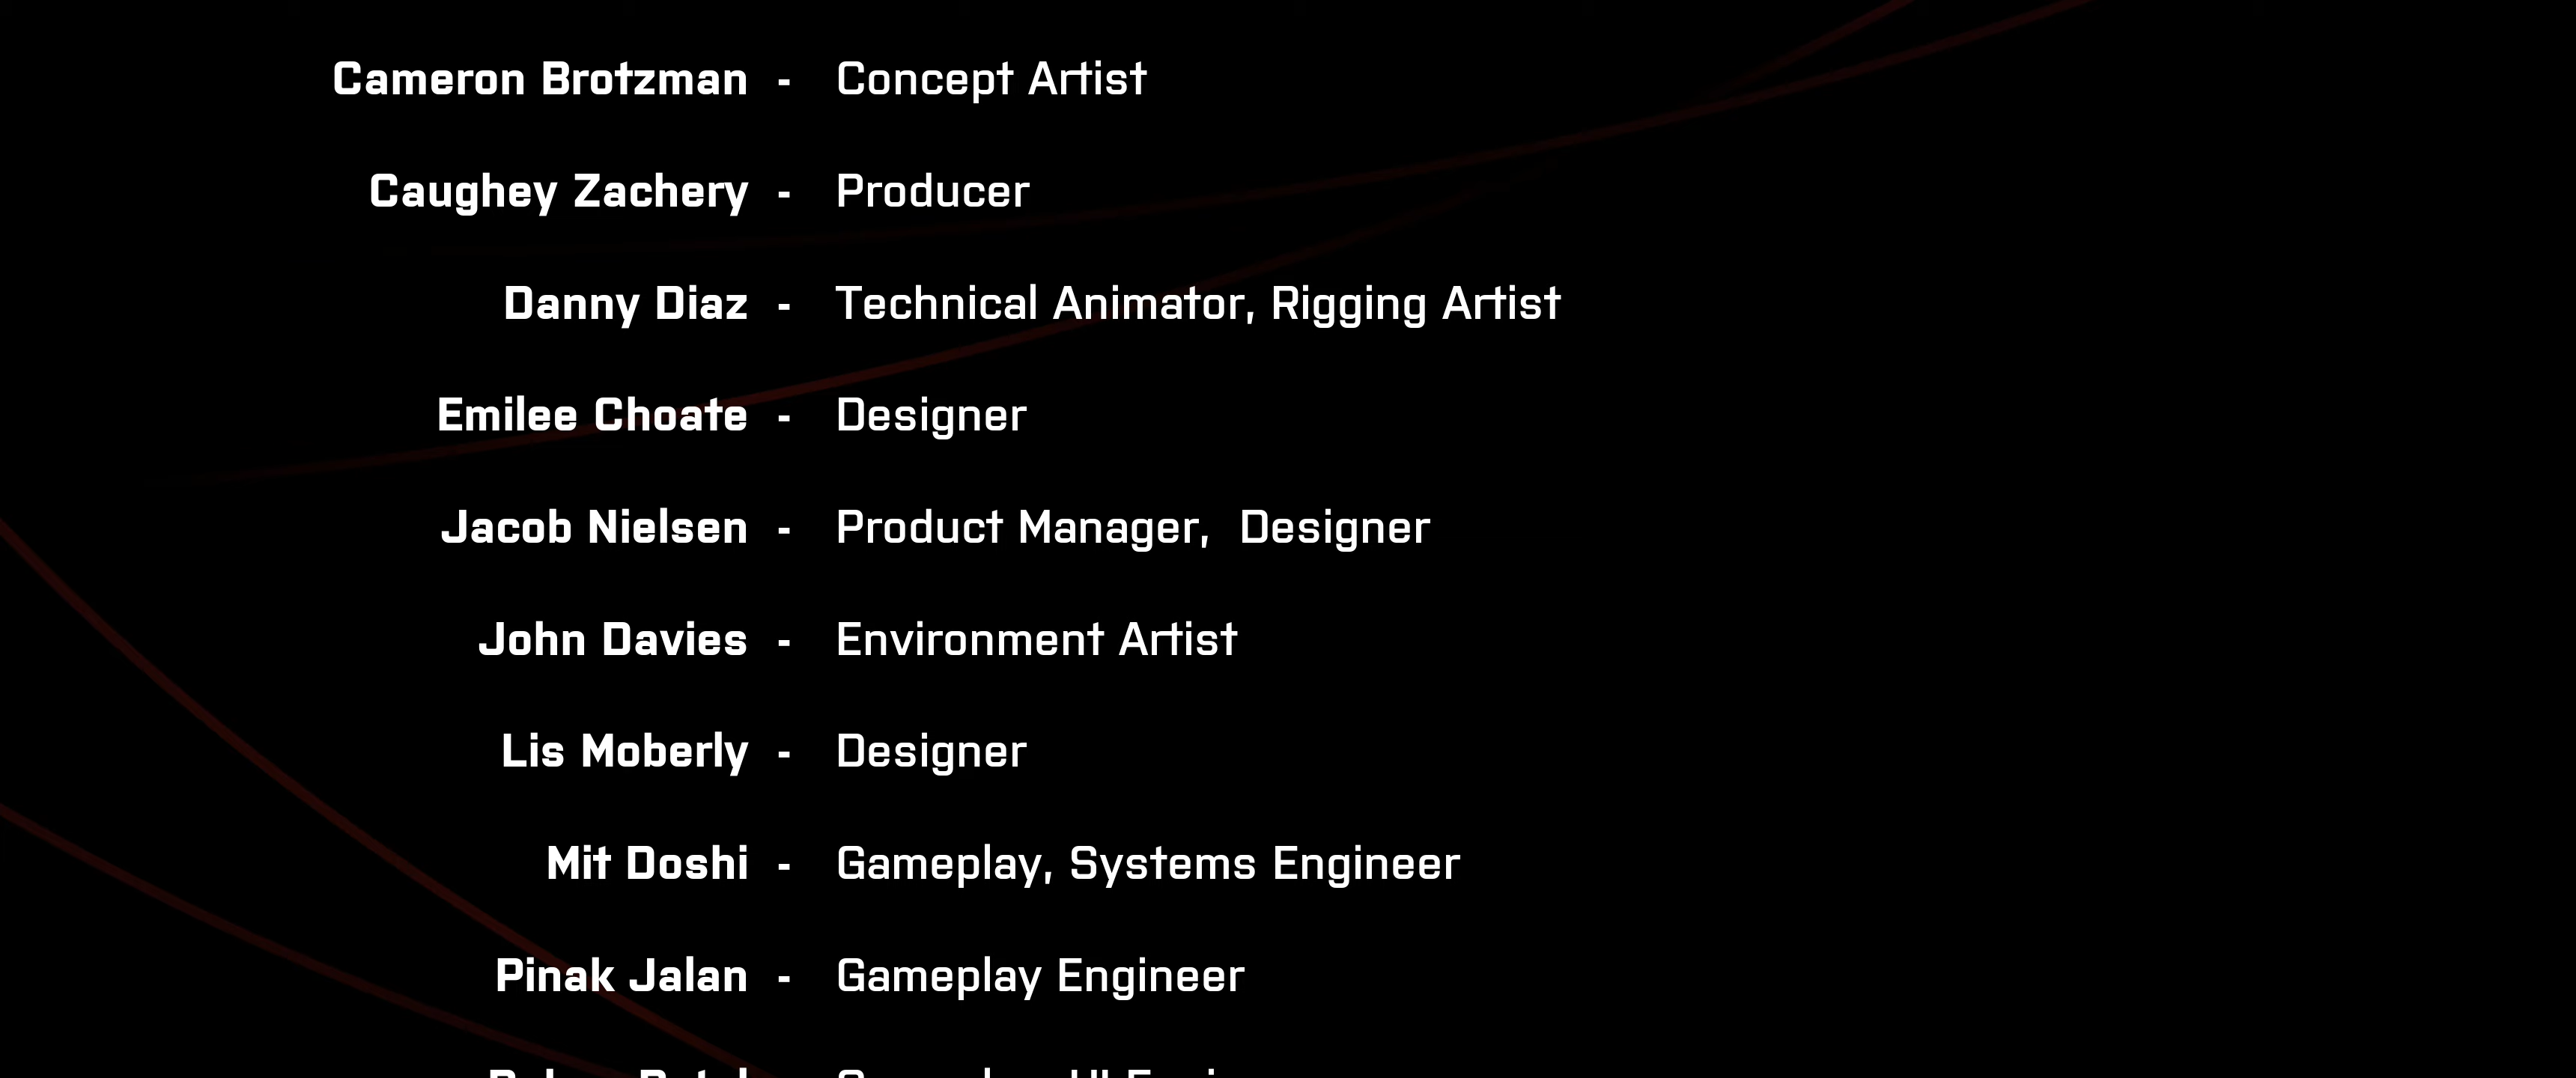 Cameron Brotzman - Concept Artist
Caughey Zachery - Producer
Danny Diaz - Technical Animator, Rigging Artist
Emilee Choate - Designer
Jacob Nielsen - Product Manager,  Designer
John Davies - Environment Artist
Lis Moberly - Designer
Mit Doshi - Gameplay, Systems Engineer
Pinak Jalan - Gameplay Engineer